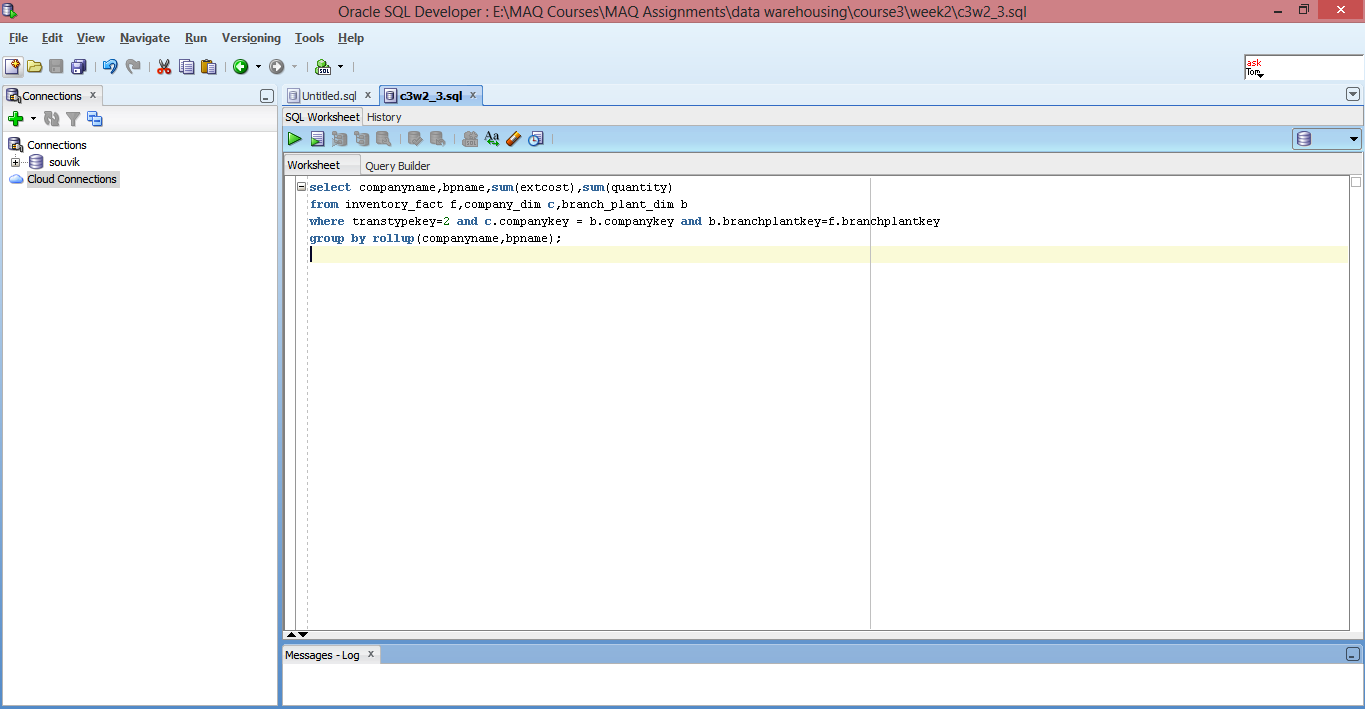 Oracle SQL Developer : E:\MAQ Courses\MAQ Assignments\data warehousing\course3\week2\c3w2_3.sql
File Edit View Navigate Run Versioning Tools Help
SQL
ask
Tom
Connections x
Untitled.sql x c3w2_3.sql x
SQL Worksheet History
Aa
Connections
souvik
Cloud Connections
Worksheet Query Builder
select companyname,bpname,sum(extcost),sum(quantity)
from inventory_fact f,company_dim c,branch_plant_dim b
where transtypekey=2 and c.companykey = b.companykey and b.branchplantkey=f.branchplantkey
group by rollup(companyname,bpname);
Messages - Log x